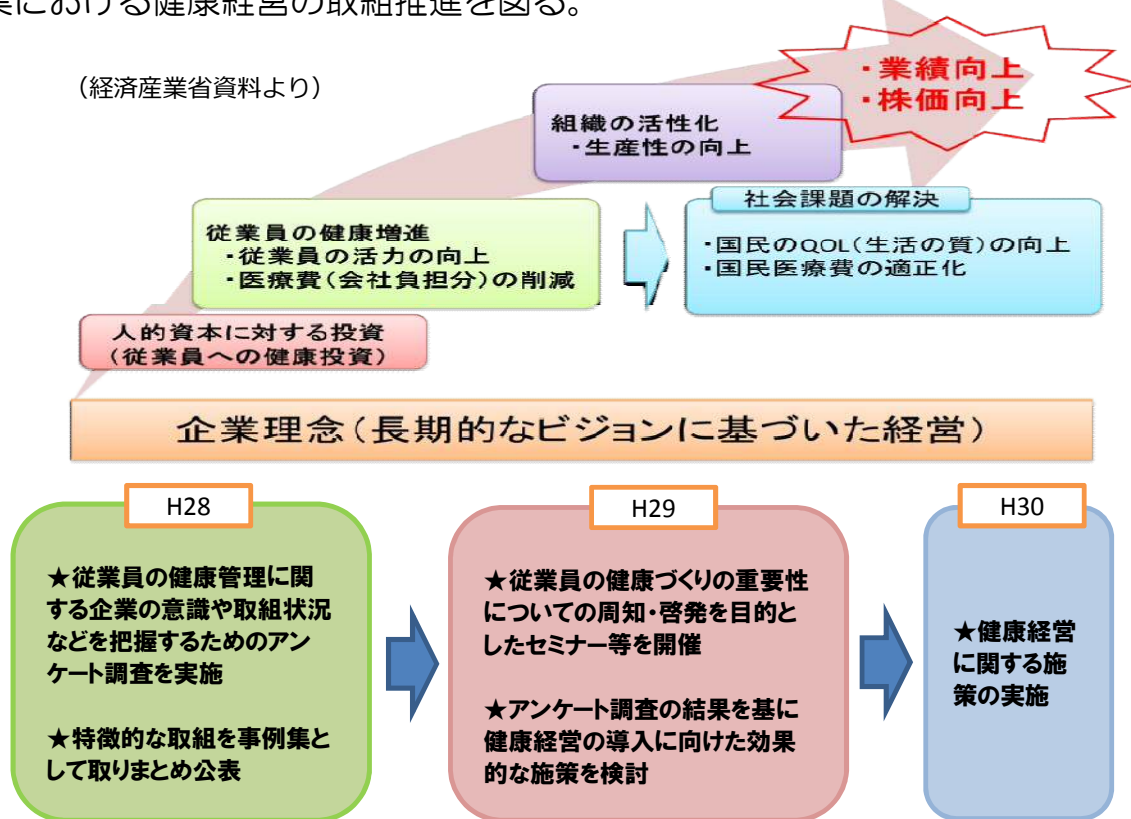 業における健康経営の取組推進を図る。
（経済産業省資料より）
・業績向上
・株価向上
組織の活性化
・生産性の向上
社会課題の解決
・国民のQOL(生活の質)の向上
・国民医療費の適正化
従業員の健康増進
・従業員の活力の向上
・医療費(会社負担分)の削減
人的資本に対する投資
(従業員への健康投資)
企業理念(長期的なビジョンに基づいた経営)
H28
★従業員の健康管理に関
する企業の意識や取組状況
などを把握するためのアン
ケート調査を実施
★特徴的な取組を事例集と
して取りまとめ公表
H29
★従業員の健康づくりの重要性
についての周知・啓発を目的と
したセミナー等を開催
★アンケート調査の結果を基に
健康経営の導入に向けた効果
的な施策を検討
H30
★健康経営
に関する施
策の実施